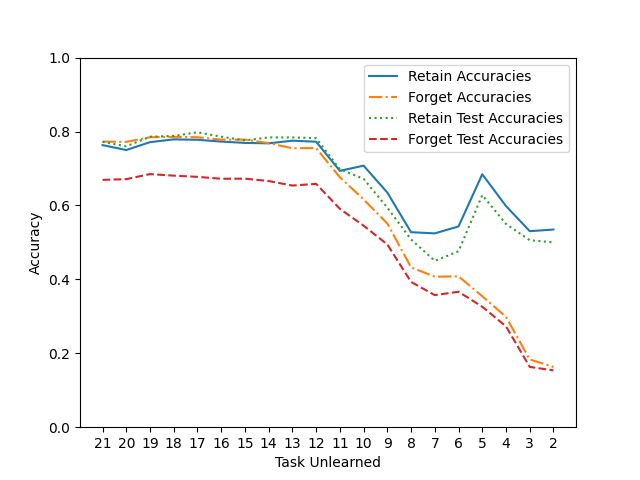 1.0
0.8
0.6
0.4
0.2
0.0
Accuracy
Retain Accuracies
Forget Accuracies
Retain Test Accuracies
Forget Test Accuracies
21 20 19 18 17 16 15 14 13 12 11 10 9 8 7 6 5 4 3 2
Task Unlearned